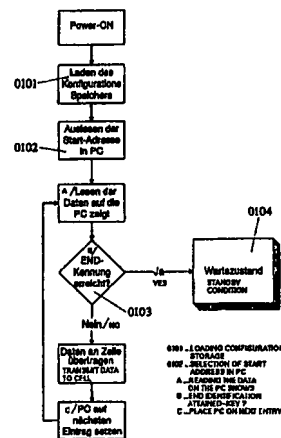 Power-ON
0101
Laden des
Konfigurations
Speichers
0102
Auslesen der
Start-Adresse
in PC
A/Lesen der
Daten auf die
PC zeigt
B/
END-
Kennung
erreicht?
0103
Ja
YES
0104
Wartezustand
STANDBY
CONDITION
Nein/NO
Daten an Zelle
übertragen
TRANSMIT DATA
TO CELL
C/PC auf
nächsten
Eintrag setzen
0101...LOADING CONFIGURATION
STORAGE
0102...SELECTION OF START
ADDRESS IN PC
A...READING THE DATA
ON THE PC SHOWN
B...END IDENTIFICATION
ATTAINED-KEY?
C...PLACE PC ON NEXT ENTRY